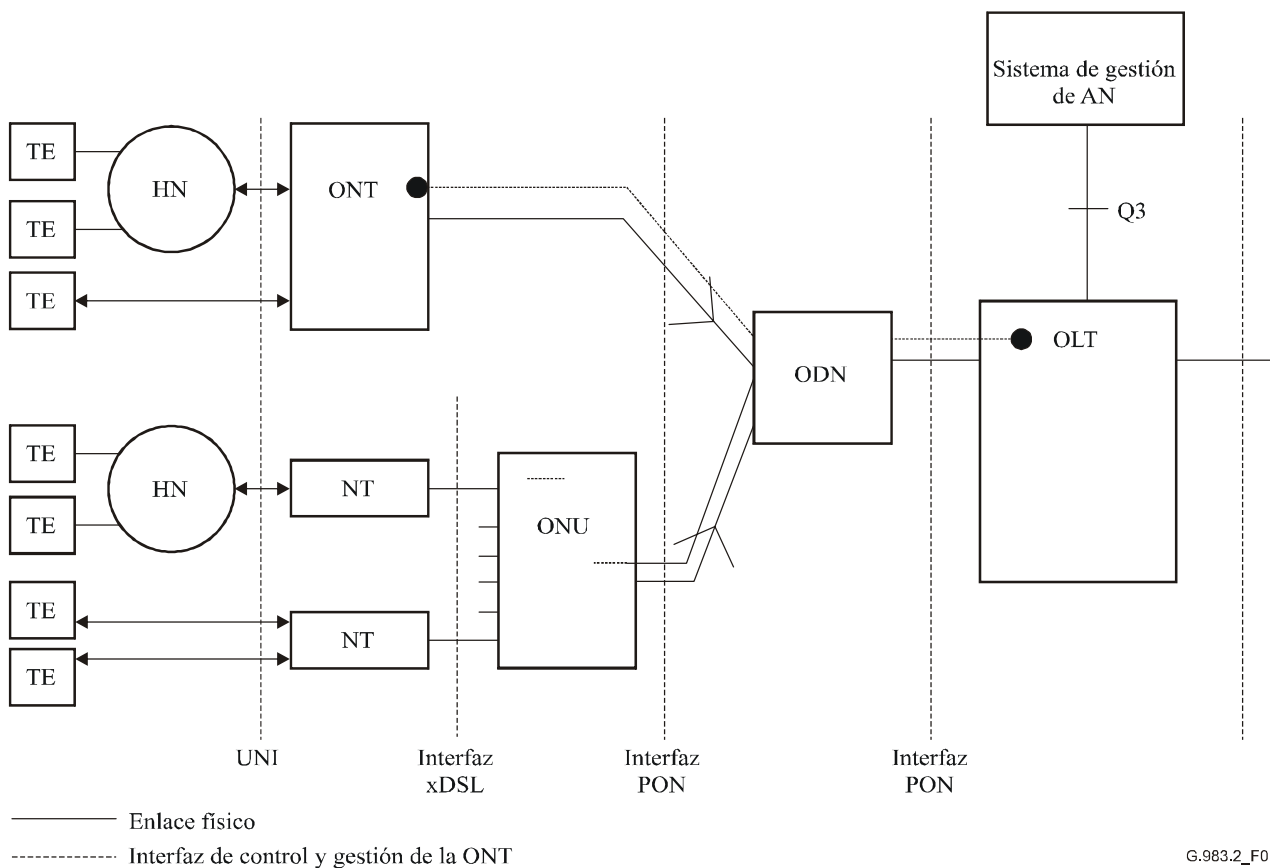 Sistema de gestión
de AN
TE
HN
ONT
TE
Q3
TE
OLT
ODN
TE
HN
NT
ONU
TE
TE
NT
TE
UNI
Interfaz
xDSL
Interfaz
PON
Interfaz
PON
Enlace físico
Interfaz de control y gestión de la ONT
G.983.2_F0